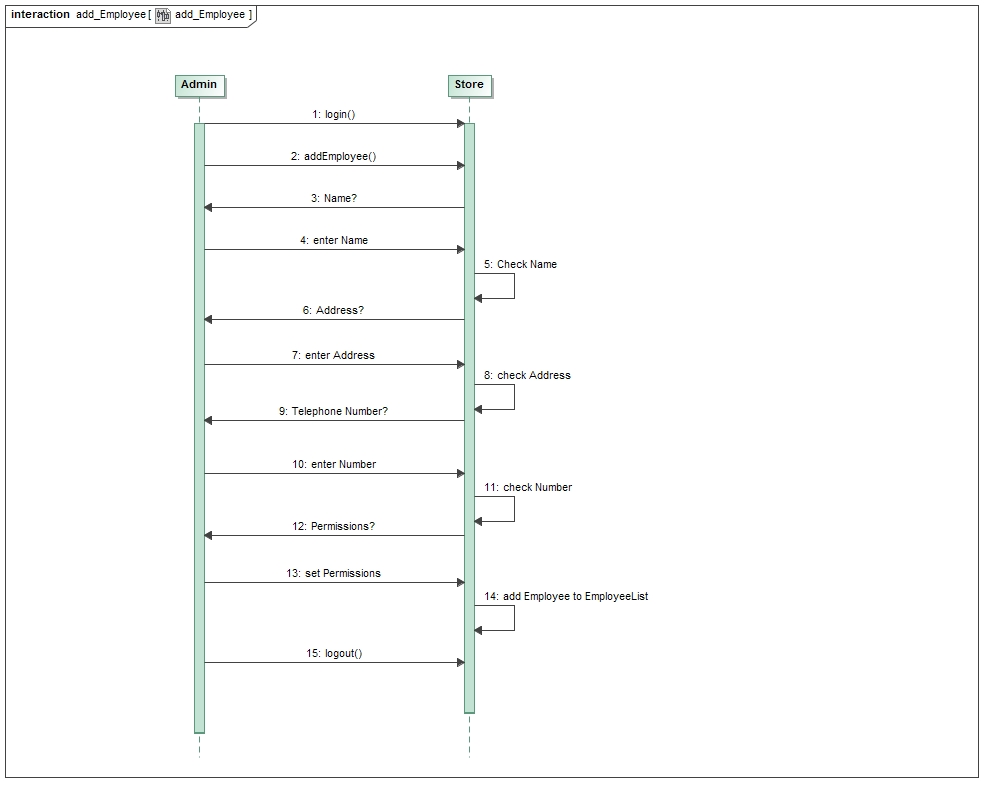 interaction add_Employee [ add_Employee ]
Admin
Store
1: login()
2: addEmployee()
3: Name?
4: enter Name
5: Check Name
6: Address?
7: enter Address
8: check Address
9: Telephone Number?
10: enter Number
11: check Number
12: Permissions?
13: set Permissions
14: add Employee to EmployeeList
15: logout()